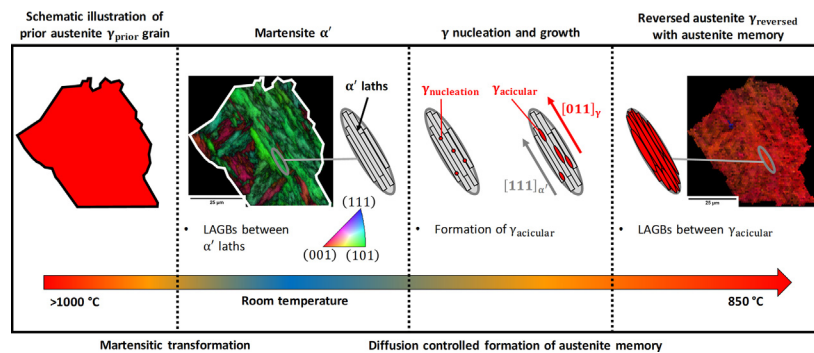 Schematic illustration of
prior austenite γprior grain
Martensite α′
γ nucleation and growth
Reversed austenite γreversed
with austenite memory
α′ laths
γnucleation
γacicular
[011]γ
[111]α′
25 μm
25 μm
• LAGBs between
α′ laths
(111)
(001) (101)
• Formation of γacicular
• LAGBs between γacicular
>1000 °C
Room temperature
850 °C
Martensitic transformation
Diffusion controlled formation of austenite memory